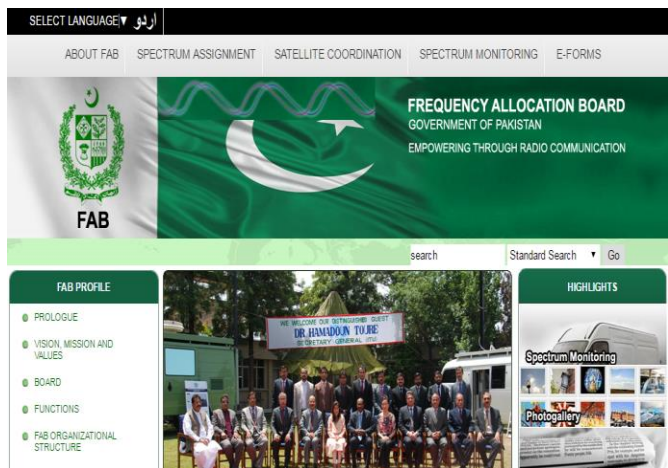 SELECT LANGUAGE ▼ اردو
ABOUT FAB SPECTRUM ASSIGNMENT SATELLITE COORDINATION SPECTRUM MONITORING E-FORMS
FREQUENCY ALLOCATION BOARD
GOVERNMENT OF PAKISTAN
EMPOWERING THROUGH RADIO COMMUNICATION
FAB
search Standard Search ▼ Go
FAB PROFILE
PROLOGUE
VISION, MISSION AND
VALUES
BOARD
FUNCTIONS
FAB ORGANIZATIONAL
STRUCTURE
WE WELCOME OUR DISTINGUISHED GUEST
DR. HAMADOUN TOURE
SECRETARY GENERAL ITU
HIGHLIGHTS
Spectrum Monitoring
Photogallery